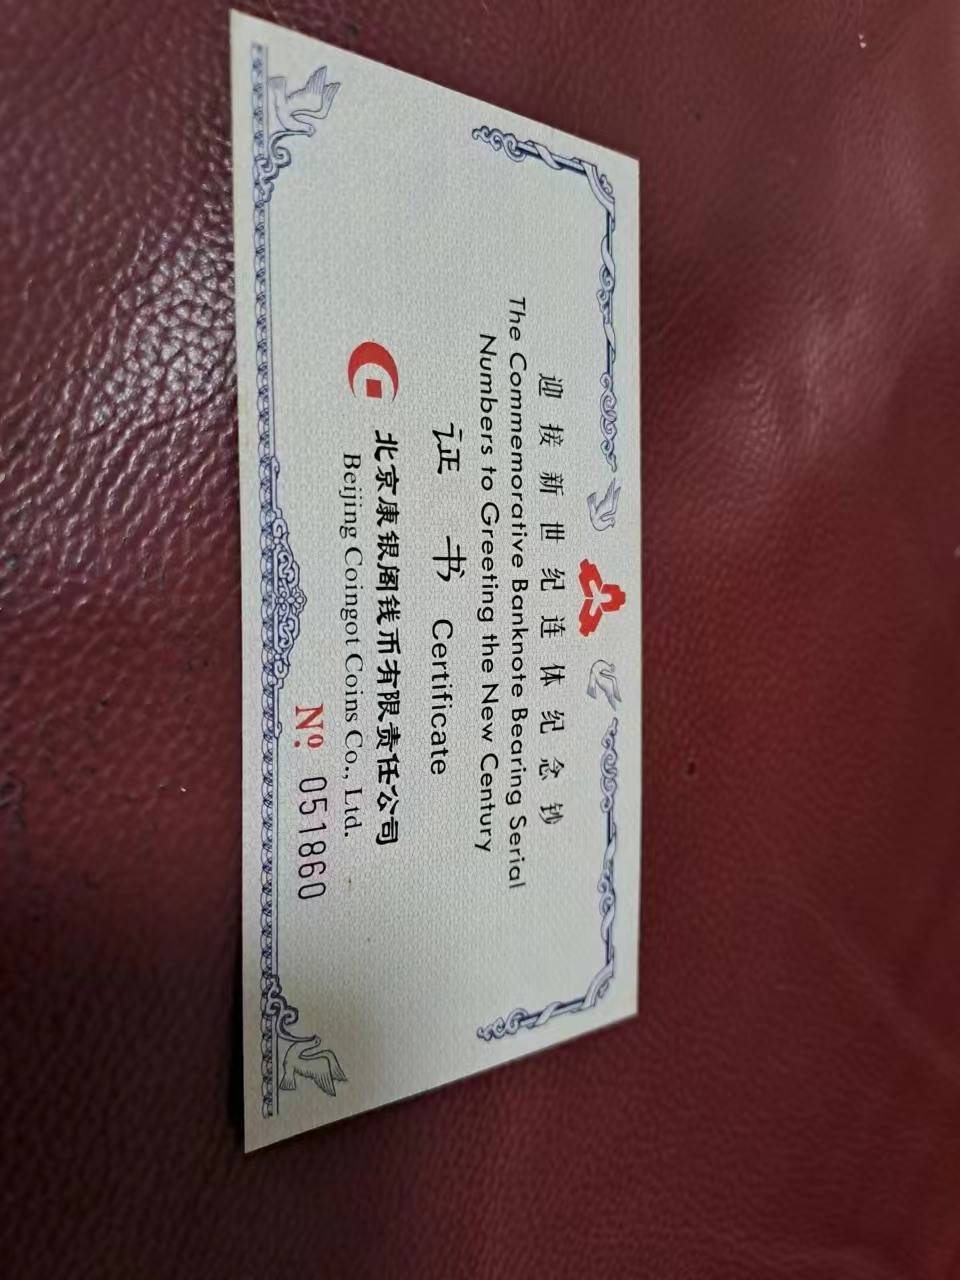 迎接新世纪连体纪念钞
The Commemorative Banknote Bearing Serial
Numbers to Greeting the New Century
证 书 Certificate
北京康银阁钱币有限责任公司
Beijing Coingot Coins Co., Ltd.
Nº 051860